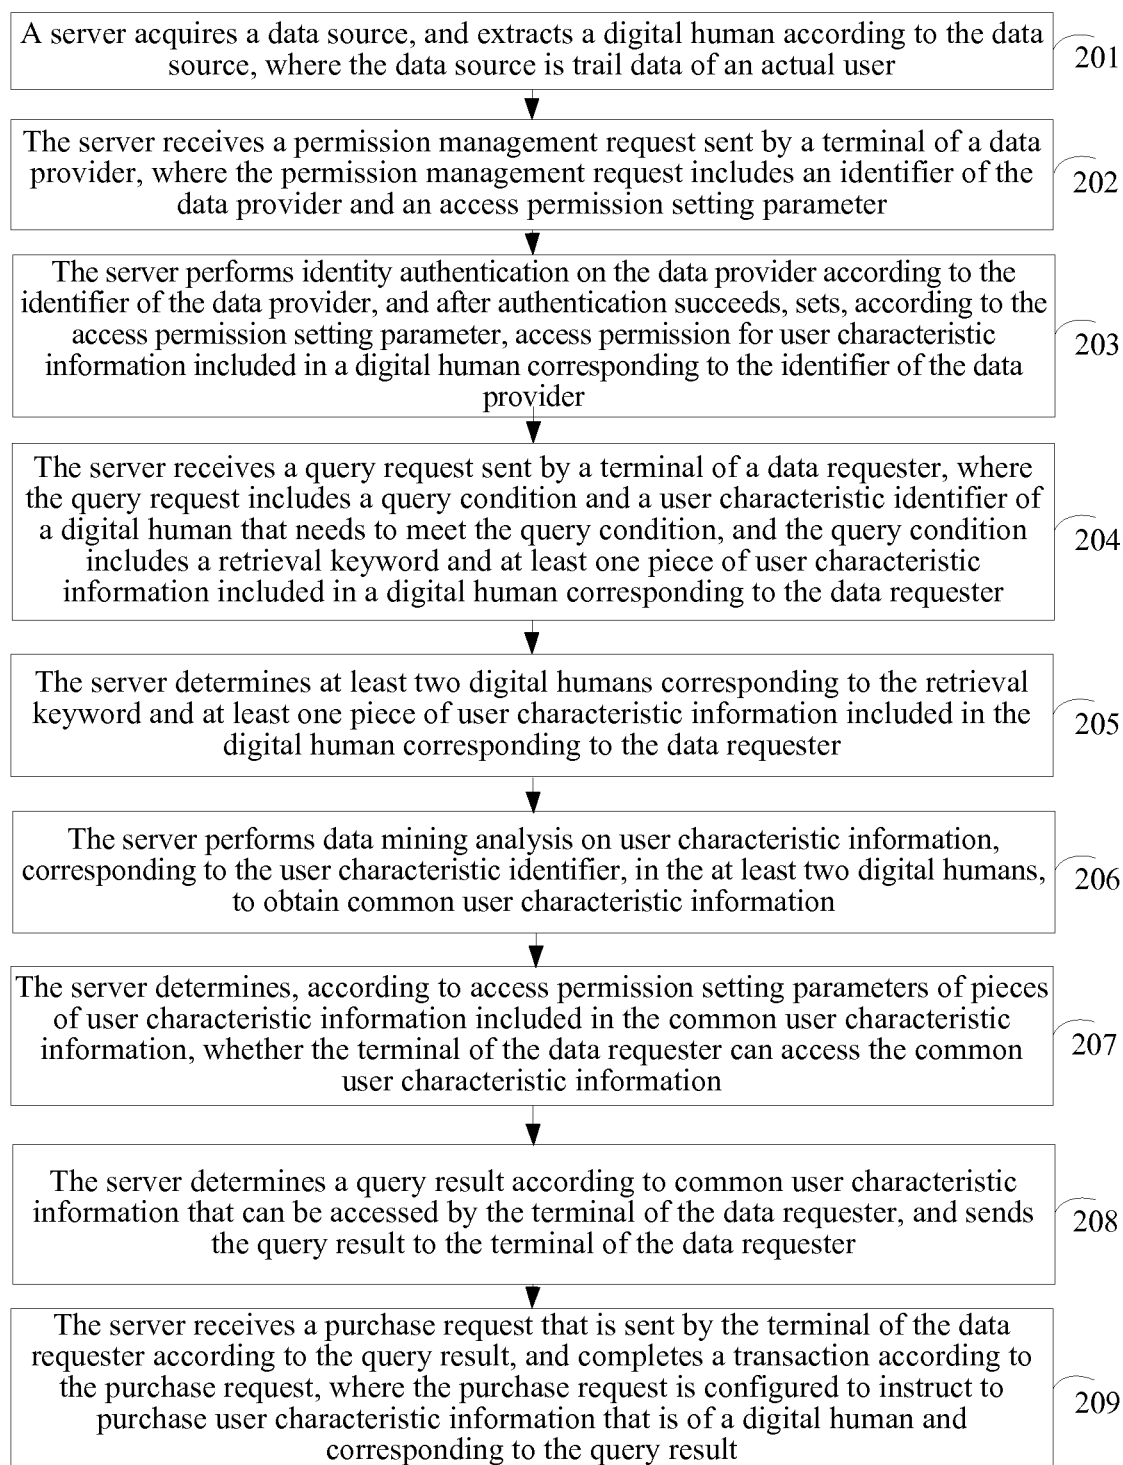 A server acquires a data source, and extracts a digital human according to the data
source, where the data source is trail data of an actual user
201
The server receives a permission management request sent by a terminal of a data
provider, where the permission management request includes an identifier of the
data provider and an access permission setting parameter
202
The server performs identity authentication on the data provider according to the
identifier of the data provider, and after authentication succeeds, sets, according to the
access permission setting parameter, access permission for user characteristic
information included in a digital human corresponding to the identifier of the data
provider
203
The server receives a query request sent by a terminal of a data requester, where
the query request includes a query condition and a user characteristic identifier of
a digital human that needs to meet the query condition, and the query condition
includes a retrieval keyword and at least one piece of user characteristic
information included in a digital human corresponding to the data requester
204
The server determines at least two digital humans corresponding to the retrieval
keyword and at least one piece of user characteristic information included in the
digital human corresponding to the data requester
205
The server performs data mining analysis on user characteristic information,
corresponding to the user characteristic identifier, in the at least two digital humans,
to obtain common user characteristic information
206
The server determines, according to access permission setting parameters of pieces
of user characteristic information included in the common user characteristic
information, whether the terminal of the data requester can access the common
user characteristic information
207
The server determines a query result according to common user characteristic
information that can be accessed by the terminal of the data requester, and sends
the query result to the terminal of the data requester
208
The server receives a purchase request that is sent by the terminal of the data
requester according to the query result, and completes a transaction according to
the purchase request, where the purchase request is configured to instruct to
purchase user characteristic information that is of a digital human and
corresponding to the query result
209